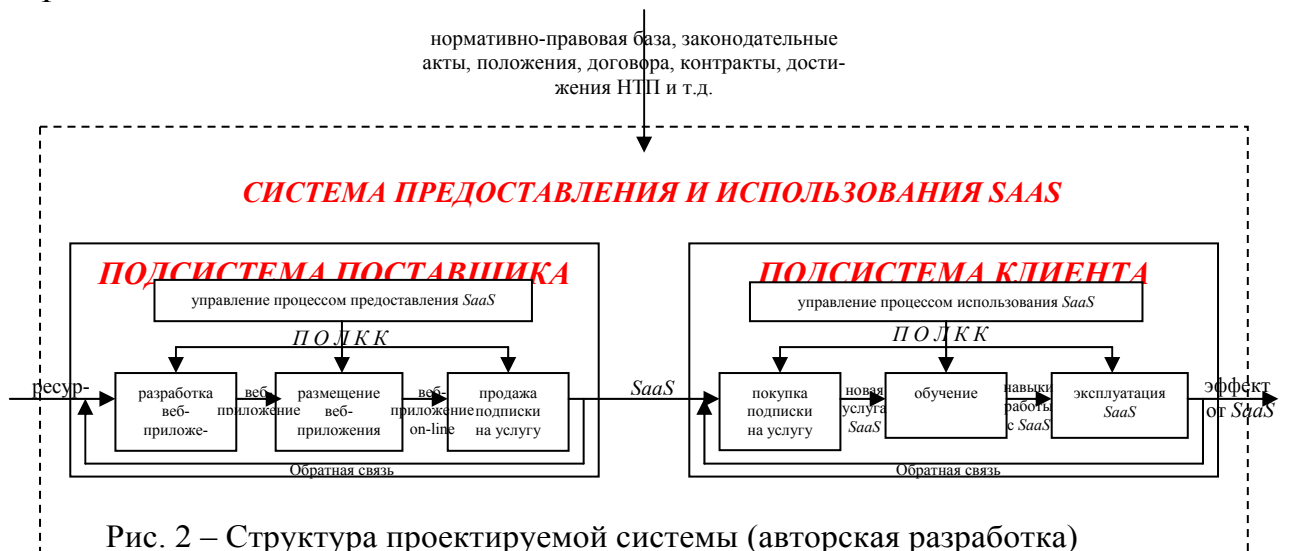 нормативно-правовая база, законодательные
акты, положения, договора, контракты, дости-
жения НТП и т.д.
СИСТЕМА ПРЕДОСТАВЛЕНИЯ И ИСПОЛЬЗОВАНИЯ SAAS
ПОДСИСТЕМА ПОСТАВЩИКА
управление процессом предоставления SaaS
П О Л К К
ресур-
разработка
веб-
приложе-
веб-
приложение
размещение
веб-
приложения
веб-
приложение
on-line
продажа
подписки
на услугу
Обратная связь
SaaS
ПОДСИСТЕМА КЛИЕНТА
управление процессом использования SaaS
П О Л К К
покупка
подписки
на услугу
новая
услуга
SaaS
обучение
навыки
работы
с SaaS
эксплуатация
SaaS
эффект
от SaaS
Обратная связь
Рис. 2 – Структура проектируемой системы (авторская разработка)